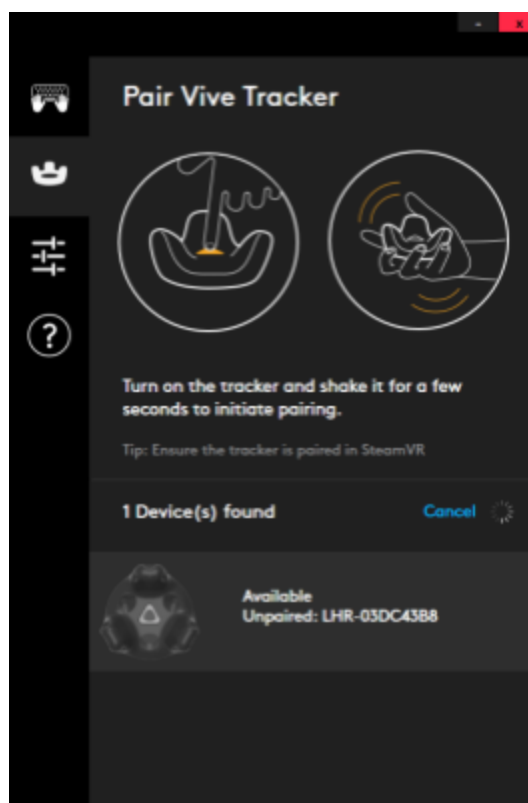 - x
Pair Vive Tracker
Turn on the tracker and shake it for a few
seconds to initiate pairing.
Tip: Ensure the tracker is paired in SteamVR
1 Device(s) found Cancel
Available
Unpaired: LHR-03DC43B8
?